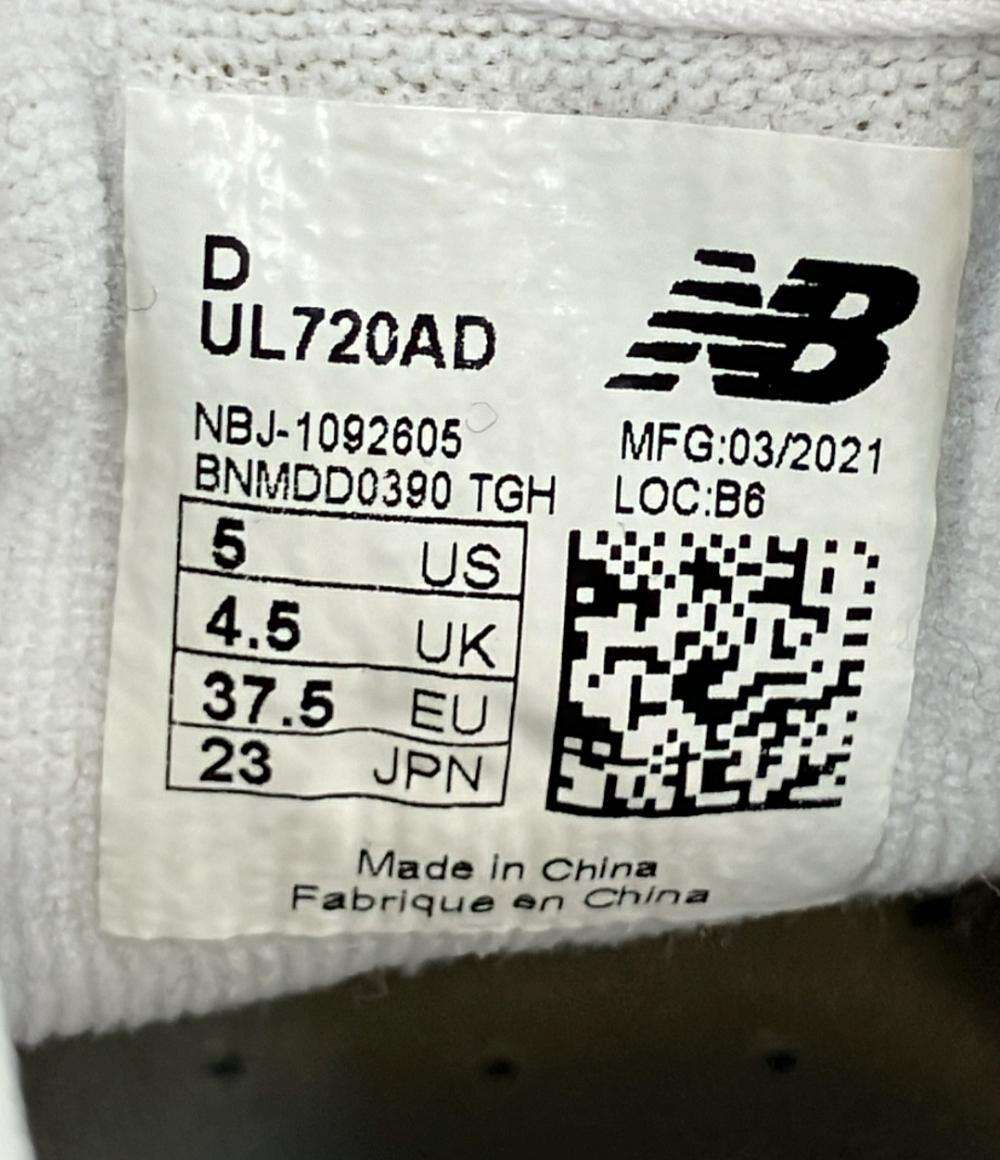 D
UL720AD
NB
NBJ-1092605
BNMDD0390 TGH
MFG:03/2021
LOC:B6
5 US
4.5 UK
37.5 EU
23 JPN
Made in China
Fabrique en China